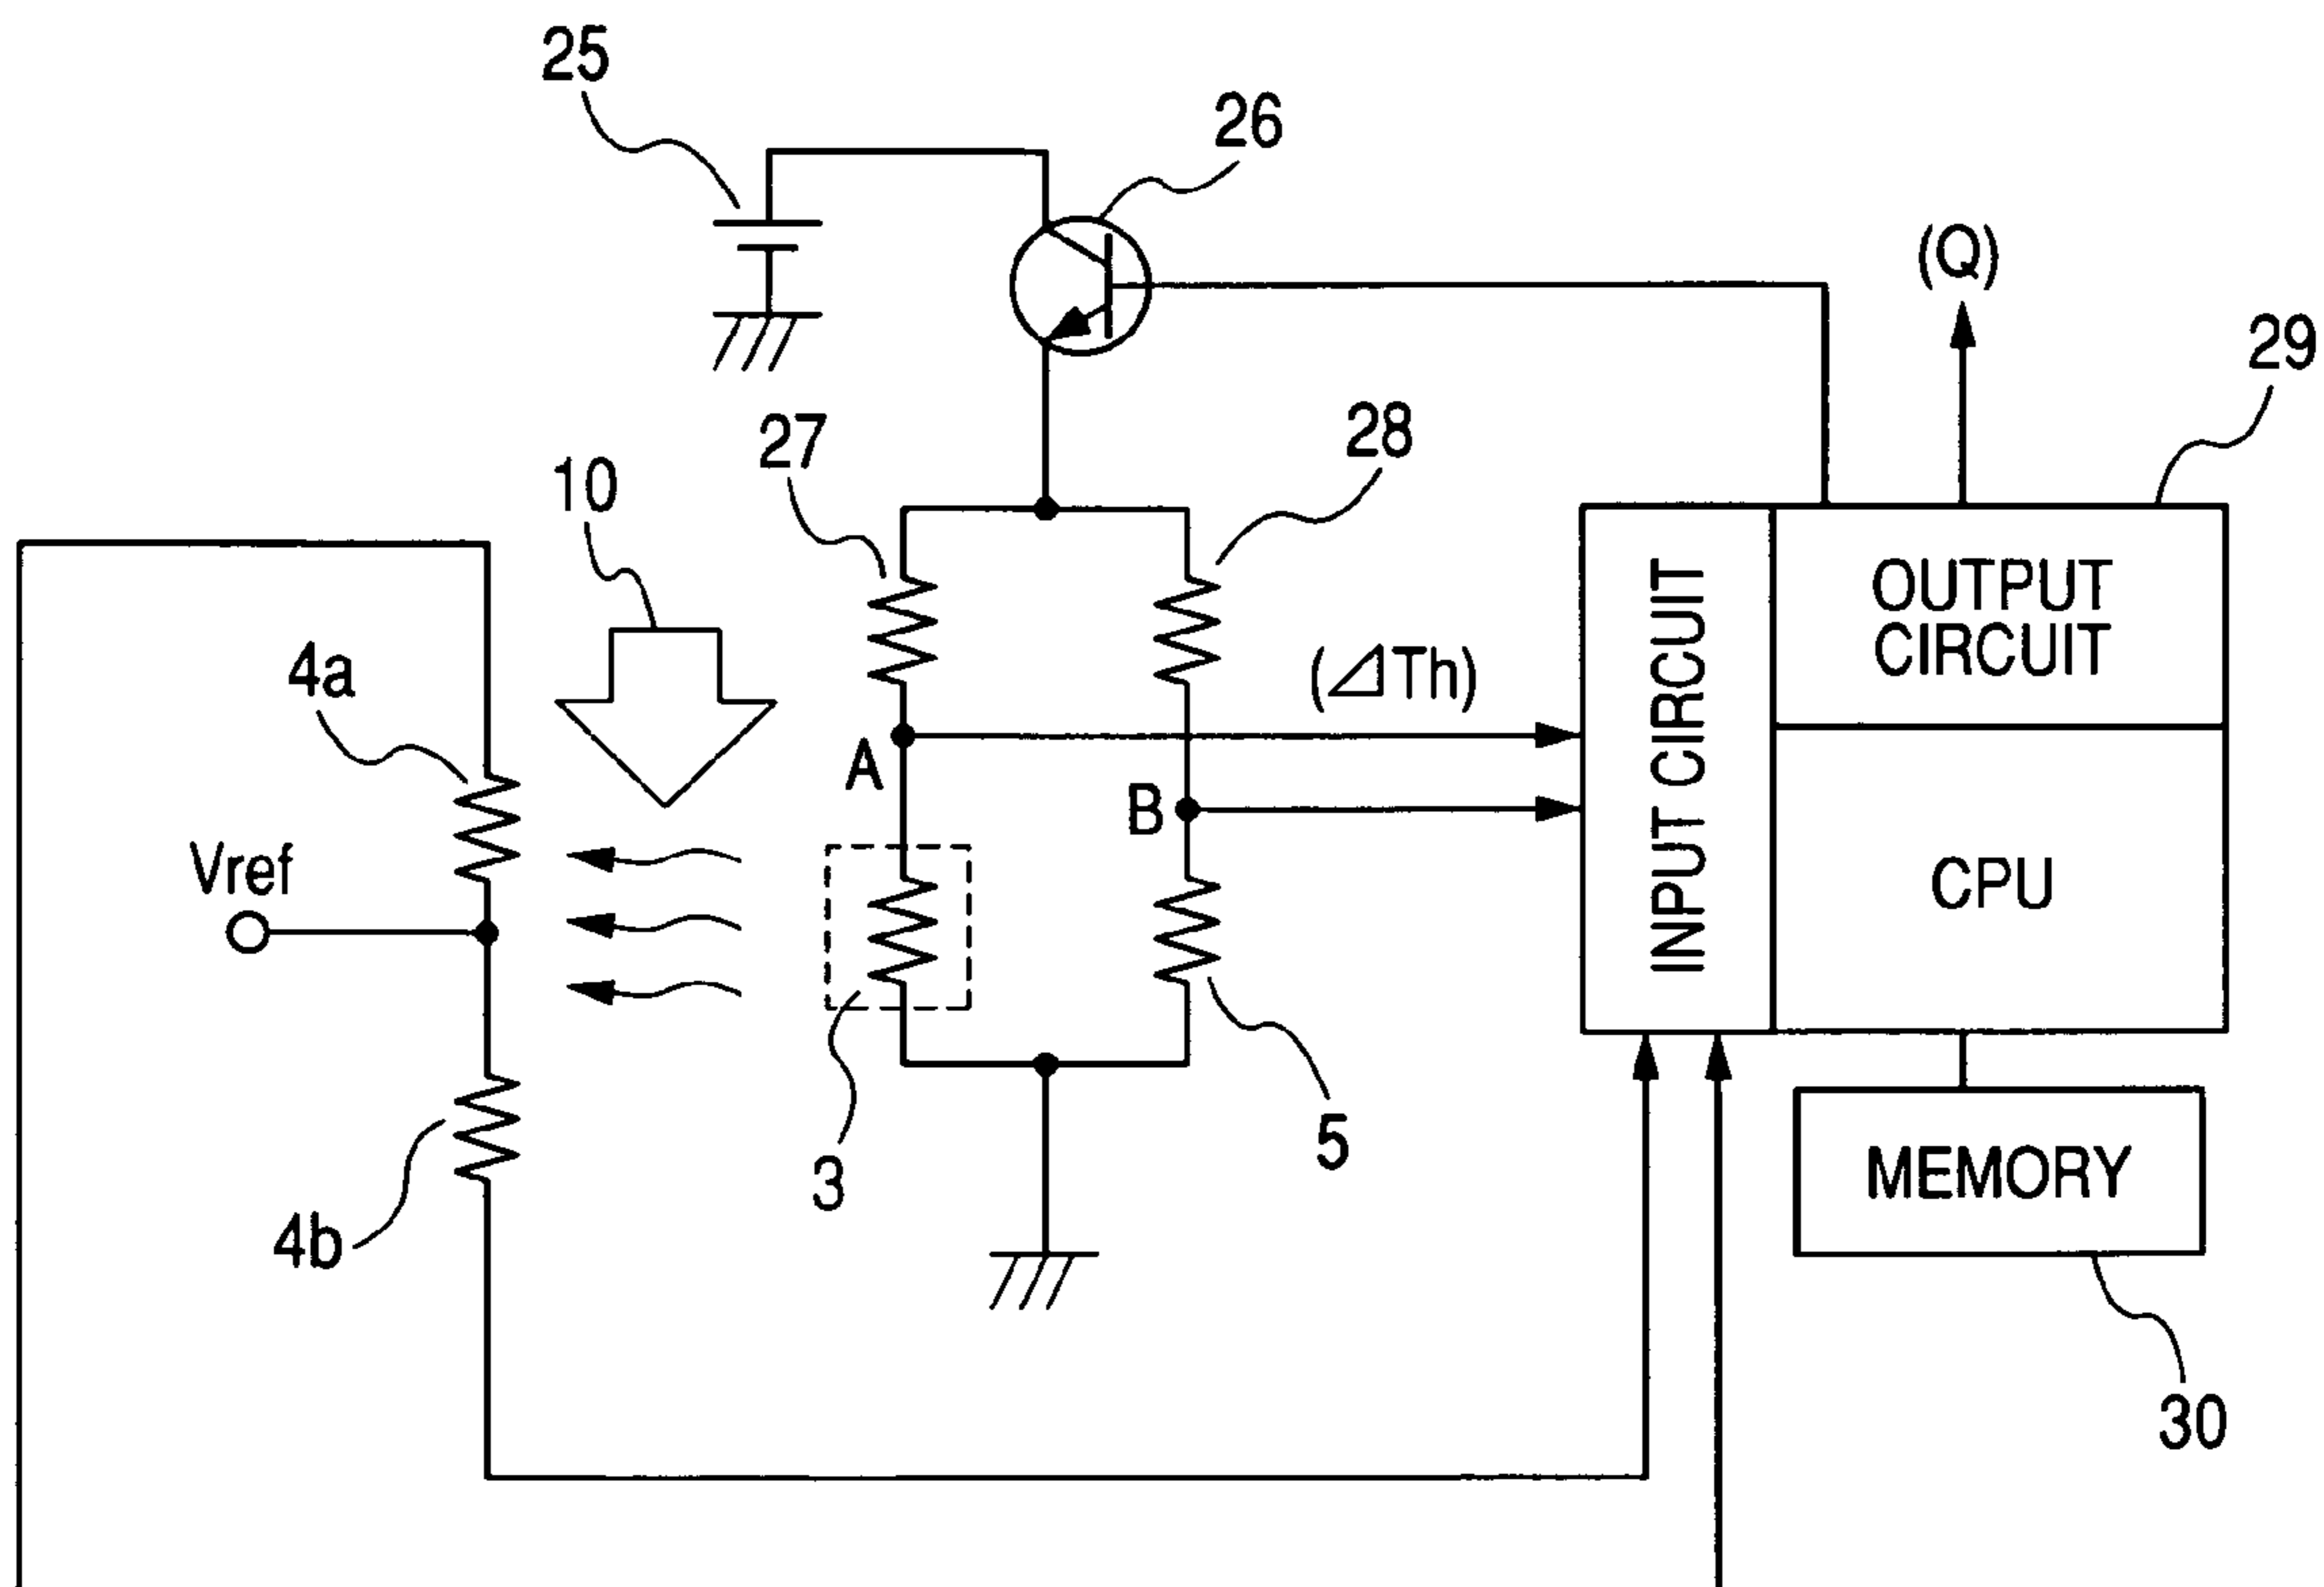 25
26
(Q)
29
27
28
10
4a
(⊿Th)
A
B
Vref
INPUT CIRCUIT
OUTPUT
CIRCUIT
CPU
3
5
4b
MEMORY
30